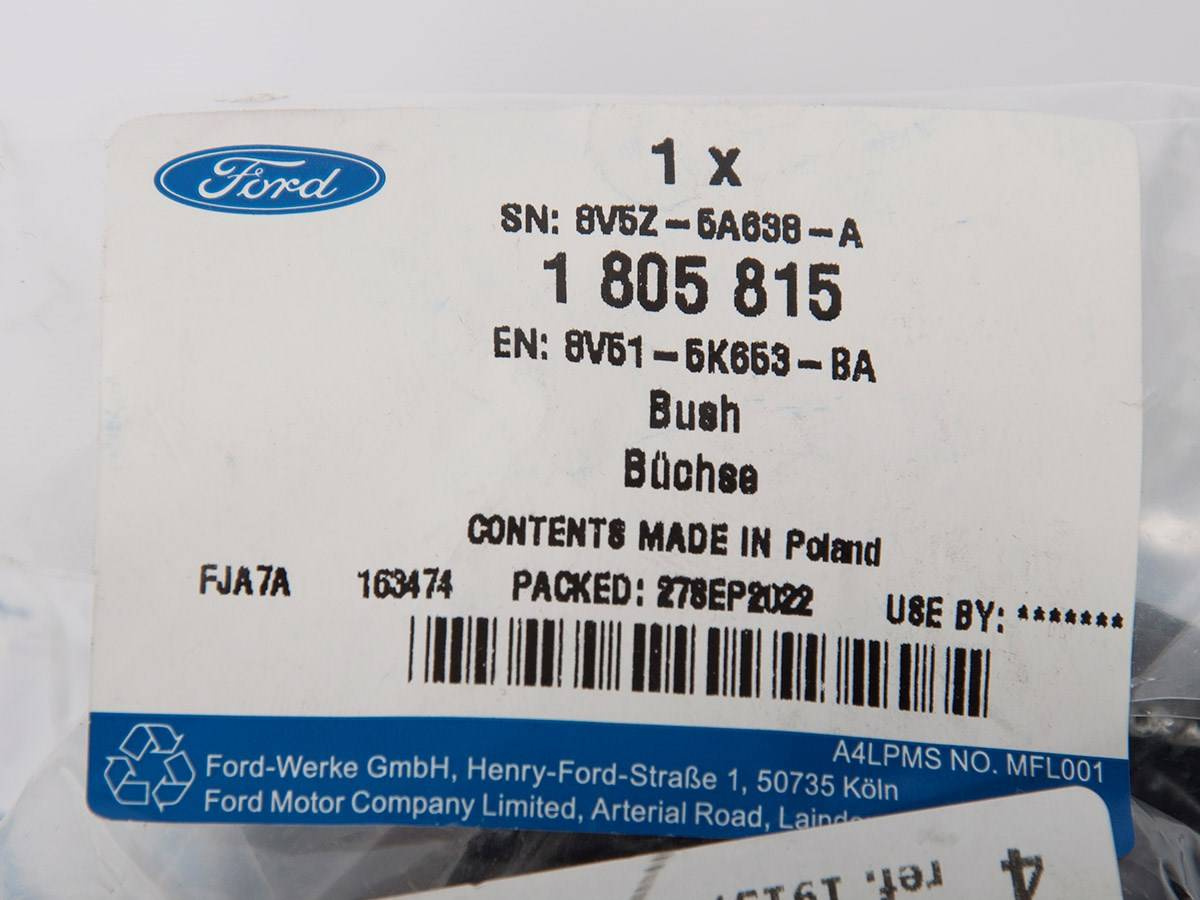 Ford
1 x
SN: 8V5Z-5A638-A
1 805 815
EN: 8V51-5K653-BA
Bush
Büchse
CONTENTS MADE IN Poland
FJA7A 163474 PACKED: 27SEP2022 USE BY: *******
A4LPMS NO. MFL001
Ford-Werke GmbH, Henry-Ford-Straße 1, 50735 Köln
Ford Motor Company Limited, Arterial Road,
4
ref.